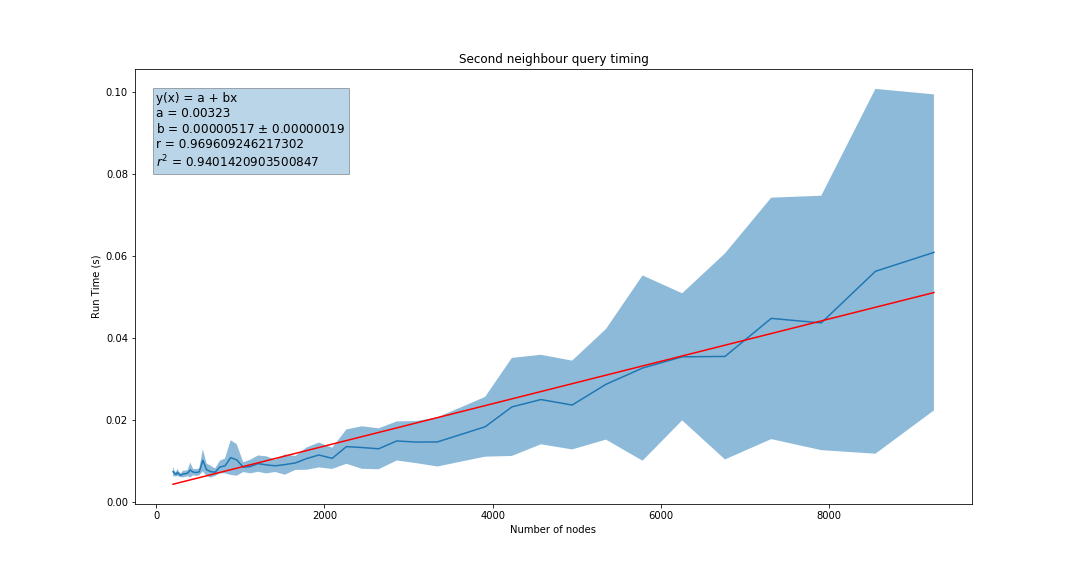 Second neighbour query timing
y(x) = a + bx
a = 0.00323
b = 0.00000517 ± 0.00000019
r = 0.969609246217302
r² = 0.9401420903500847
0.10
0.08
0.06
0.04
0.02
0.00
Run Time (s)
0 2000 4000 6000 8000
Number of nodes